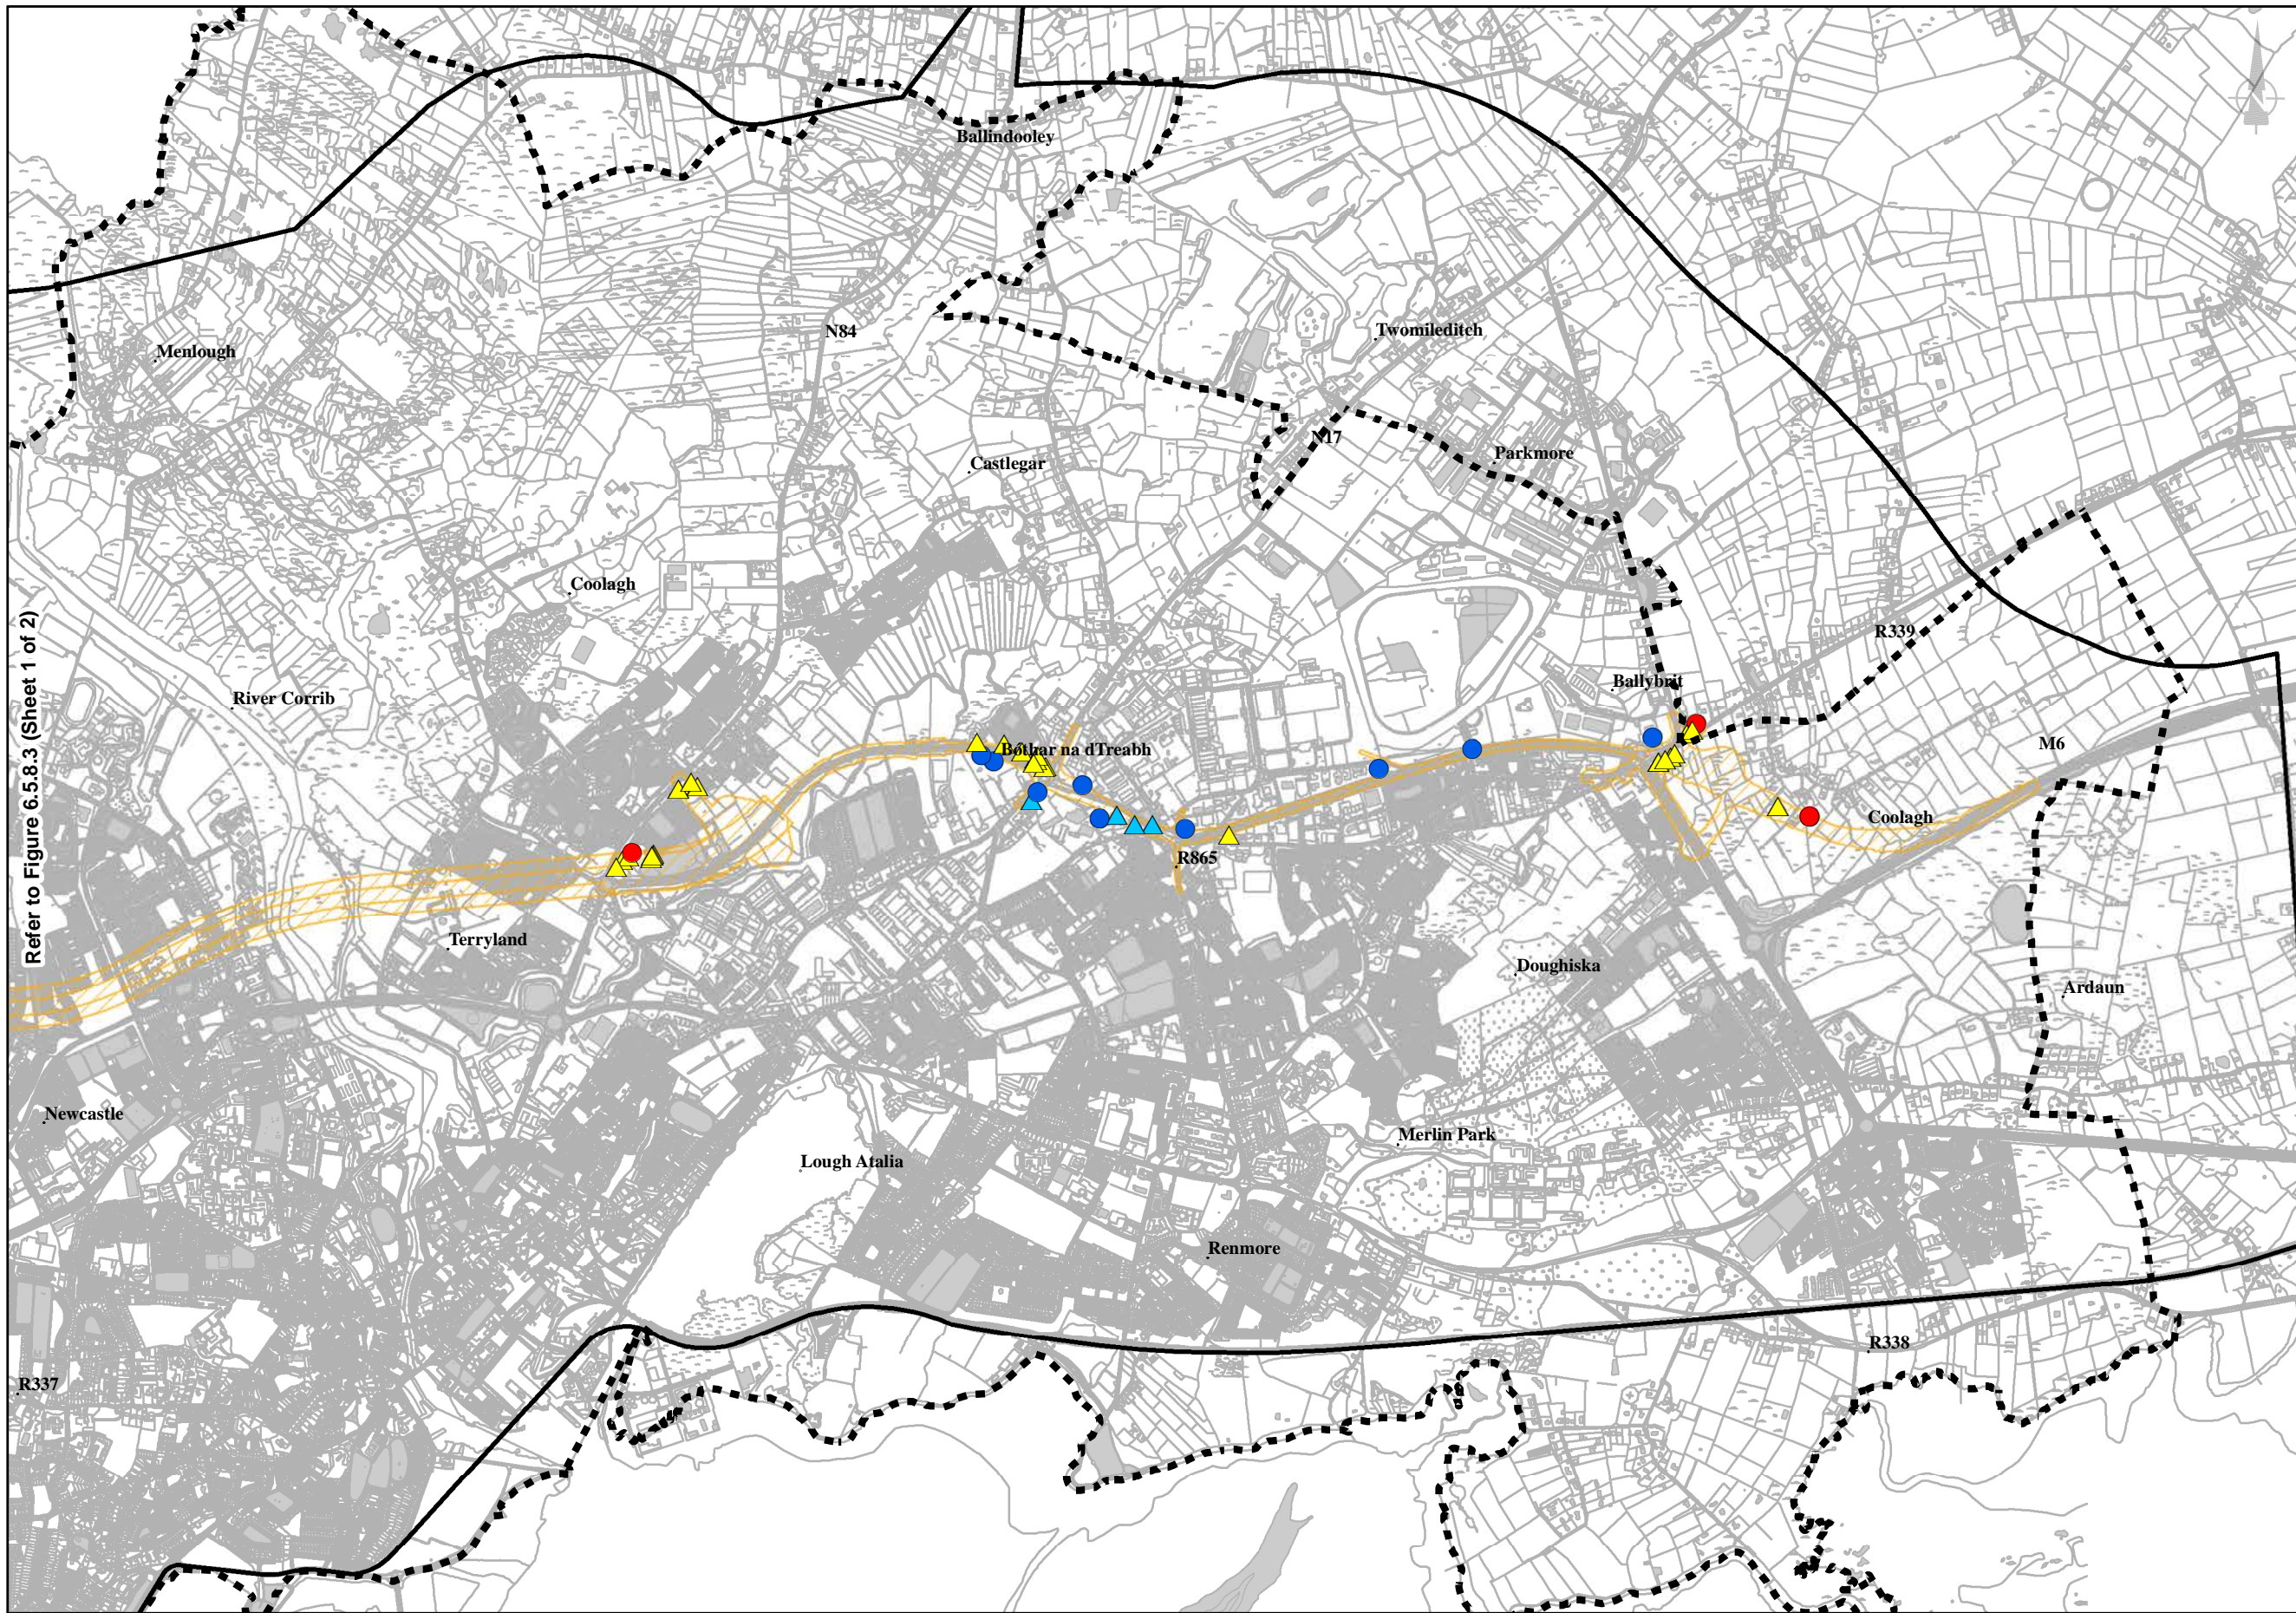 Ballindooley
N84
Twomileditch
Menlough
N17
Castlegar
Parkmore
Coolagh
Refer to Figure 6.5.8.3 (Sheet 1 of 2)
R339
River Corrib
Ballybrit
Bothar na dTreabh
M6
Coolagh
R865
Terryland
Doughiska
Ardaun
Newcastle
Merlin Park
Lough Atalia
Renmore
R338
R337
N